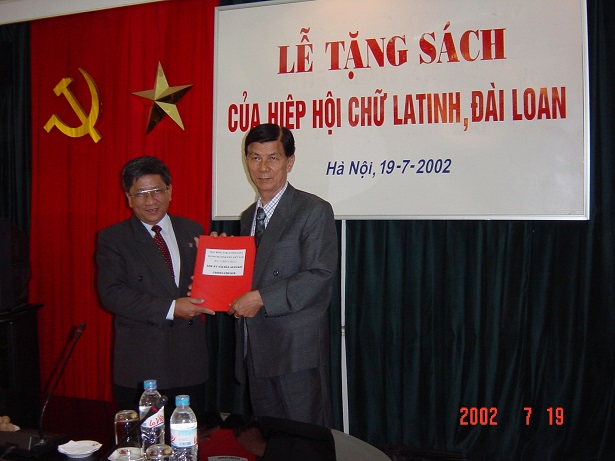 LỄ TẶNG SÁCH
CỦA HIỆP HỘI CHỮ LATINH, ĐÀI LOAN
Hà Nội, 19-7-2002
2002 7 19